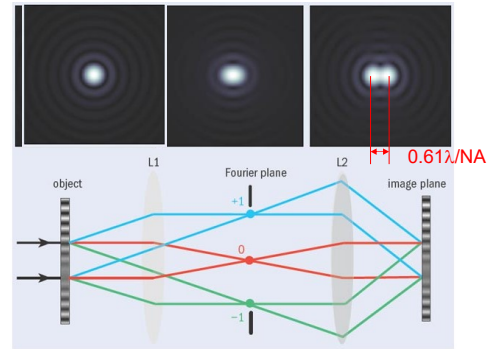 0.61λ/NA
L1
L2
Fourier plane
object
image plane
+1
0
−1